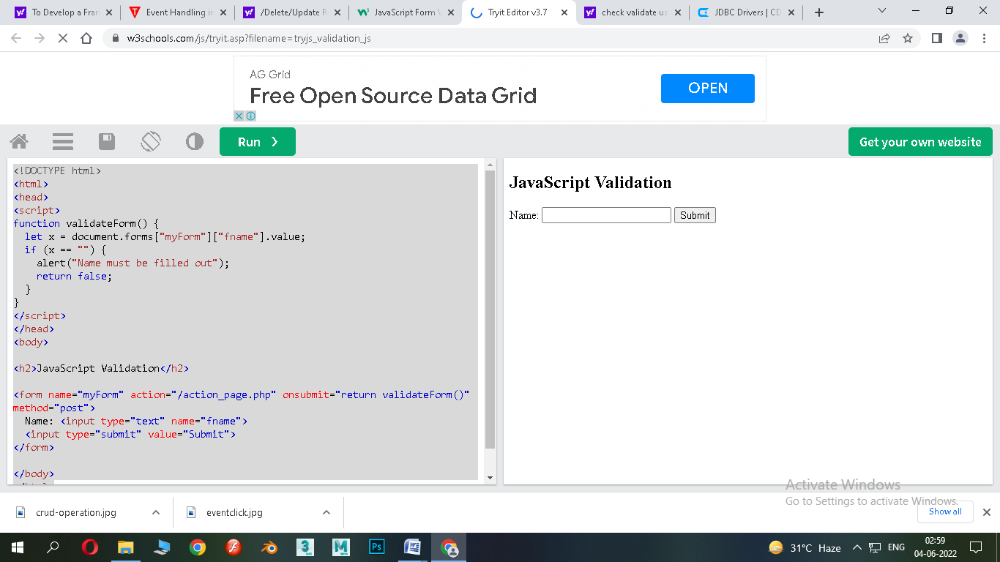 To Develop a Fram
Event Handling in
/Delete/Update R
JavaScript Form V
Tryit Editor v3.7
check validate us
JDBC Drivers | CD
w3schools.com/js/tryit.asp?filename=tryjs_validation_js
AG Grid
Free Open Source Data Grid
OPEN
Run
Get your own website
<!DOCTYPE html>
<html>
<head>
<script>
function validateForm() {
  let x = document.forms["myForm"]["fname"].value;
  if (x == "") {
    alert("Name must be filled out");
    return false;
  }
}
</script>
</head>
<body>
<h2>JavaScript Validation</h2>
<form name="myForm" action="/action_page.php" onsubmit="return validateForm()"
method="post">
  Name: <input type="text" name="fname">
  <input type="submit" value="Submit">
</form>
</body>
JavaScript Validation
Name: Submit
Activate Windows
Go to Settings to activate Windows.
crud-operation.jpg
eventclick.jpg
Show all
31°C Haze
ENG
02:59
04-06-2022